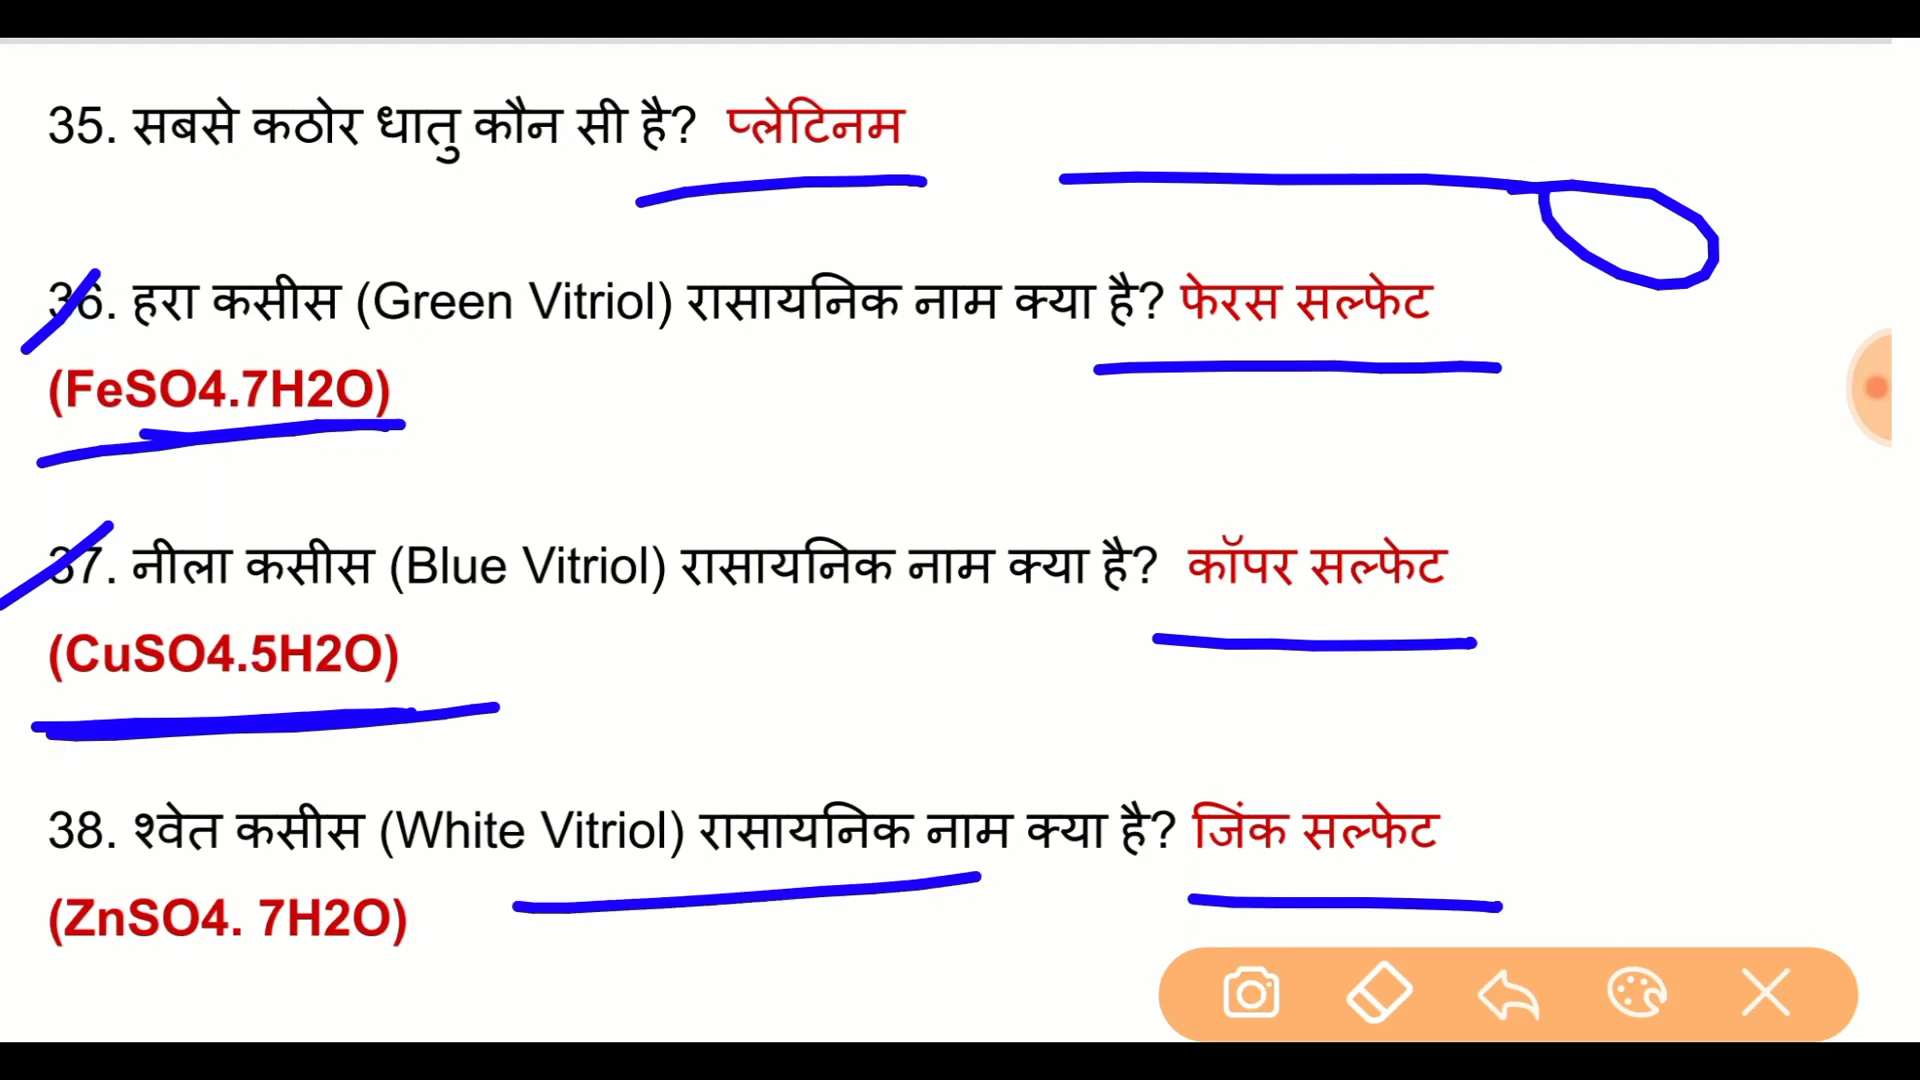 35. सबसे कठोर धातु कौन सी है? प्लेटिनम
36. हरा कसीस (Green Vitriol) रासायनिक नाम क्या है? फेरस सल्फेट
(FeSO4.7H2O)
37. नीला कसीस (Blue Vitriol) रासायनिक नाम क्या है? कॉपर सल्फेट
(CuSO4.5H2O)
38. श्वेत कसीस (White Vitriol) रासायनिक नाम क्या है? जिंक सल्फेट
(ZnSO4. 7H2O)